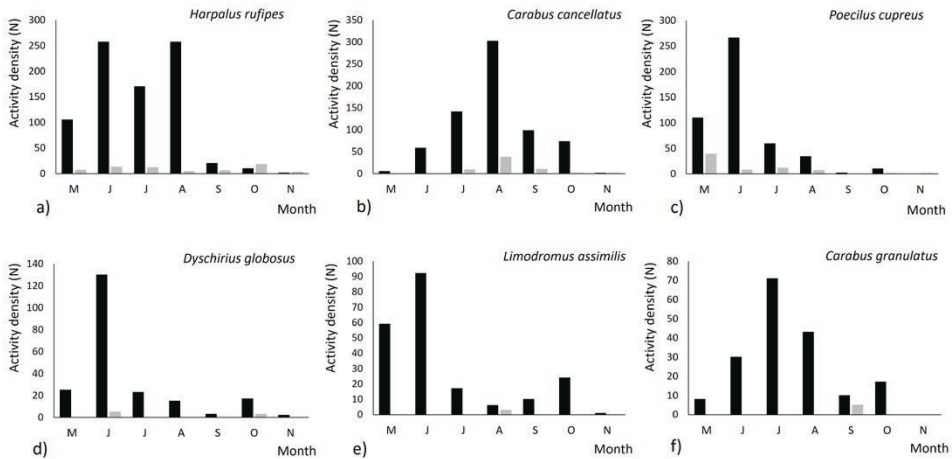 Harpalus rufipes
Activity density (N)
300
250
200
150
100
50
0
M J J A S O N
a)
Month
Carabus cancellatus
Activity density (N)
350
300
250
200
150
100
50
0
M J J A S O N
b)
Month
Poecilus cupreus
Activity density (N)
300
250
200
150
100
50
0
M J J A S O N
c)
Month
Dyschirius globosus
Activity density (N)
140
120
100
80
60
40
20
0
M J J A S O N
d)
Month
Limodromus assimilis
Activity density (N)
100
90
80
70
60
50
40
30
20
10
0
M J J A S O N
e)
Month
Carabus granulatus
Activity density (N)
80
70
60
50
40
30
20
10
0
M J J A S O N
f)
Month